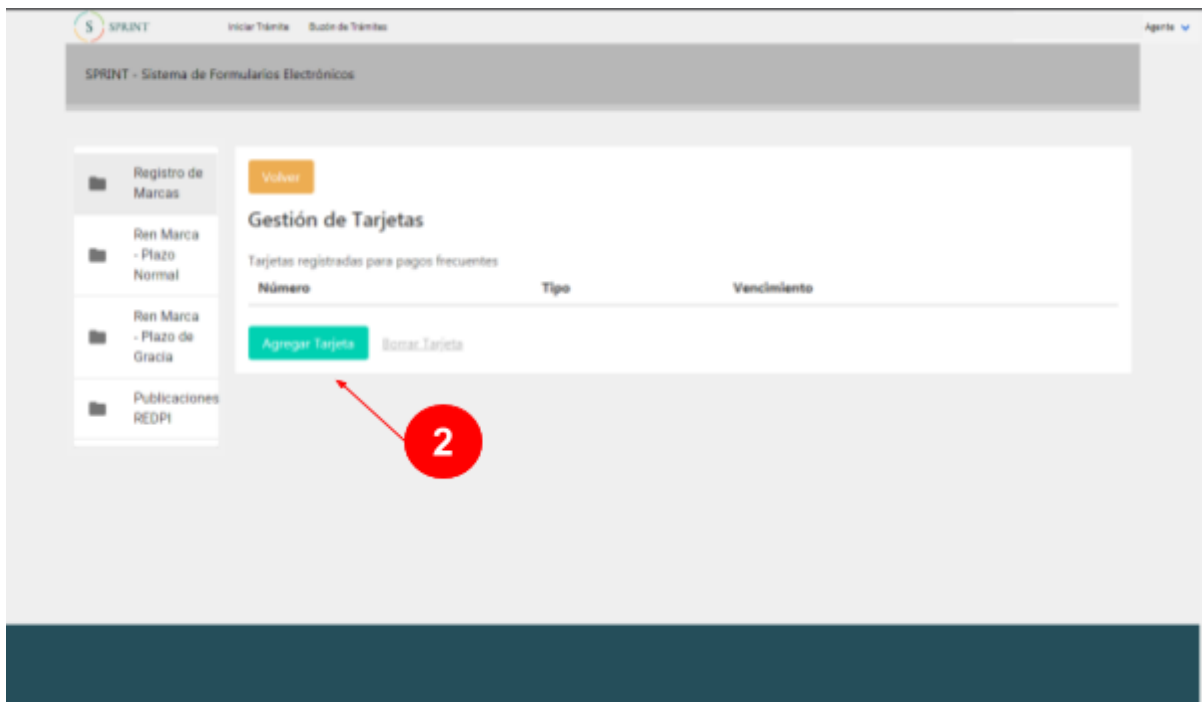 S SPRINT Iniciar Trámite Buzón de Trámites Agente
SPRINT - Sistema de Formularios Electrónicos
Registro de
Marcas
Ren Marca
- Plazo
Normal
Ren Marca
- Plazo de
Gracia
Publicaciones
REDPI
Volver
Gestión de Tarjetas
Tarjetas registradas para pagos frecuentes
Número Tipo Vencimiento
Agregar Tarjeta Borrar Tarjeta
2